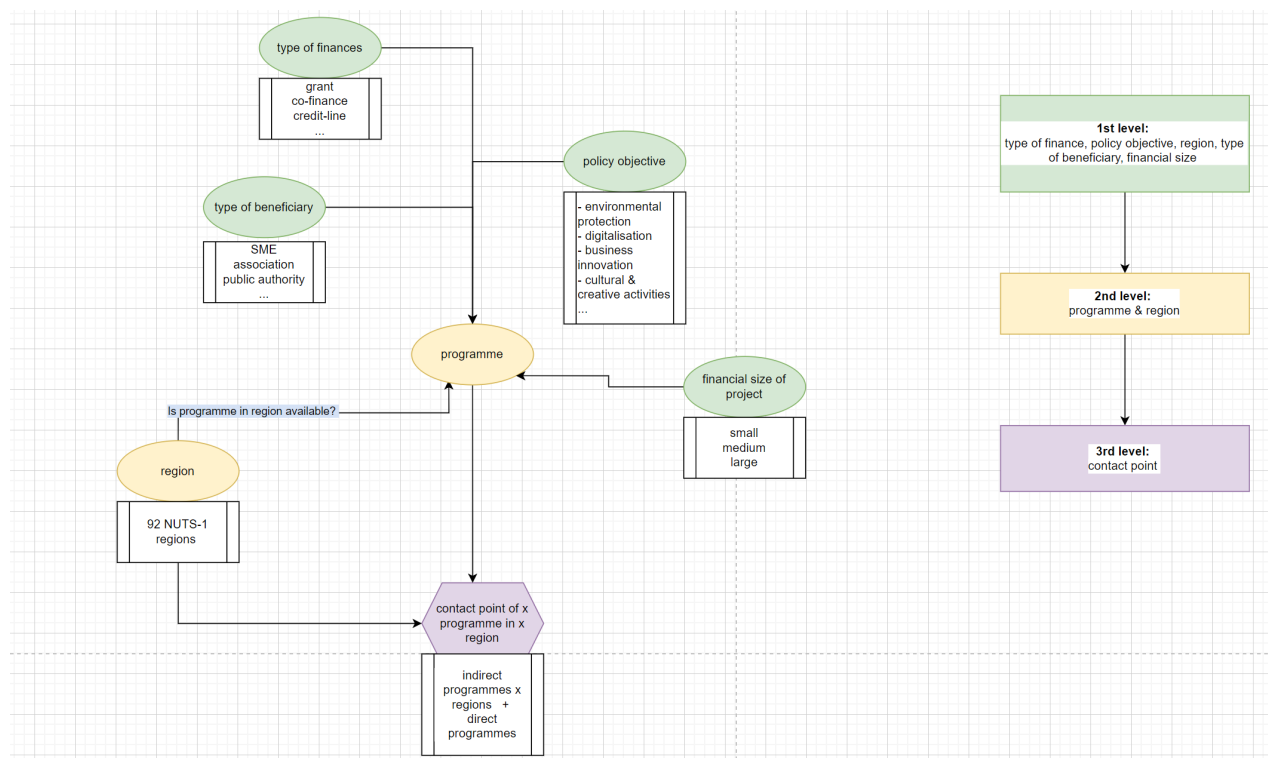 type of finances
grant
co-finance
credit-line
...
policy objective
- environmental
protection
- digitalisation
- business
innovation
- cultural &
creative activities
...
type of beneficiary
SME
association
public authority
...
programme
financial size of
project
small
medium
large
Is programme in region available?
region
92 NUTS-1
regions
contact point of x
programme in x
region
indirect
programmes x
regions +
direct
programmes
1st level:
type of finance, policy objective, region, type
of beneficiary, financial size
2nd level:
programme & region
3rd level:
contact point